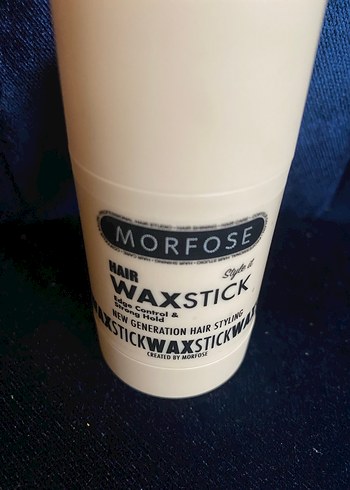 MORFOSE
HAIR
Style it
WAXSTICK
Edge Control &
Strong Hold
NEW GENERATION HAIR STYLING
WAXSTICKWAXSTICKWAX
CREATED BY MORFOSE